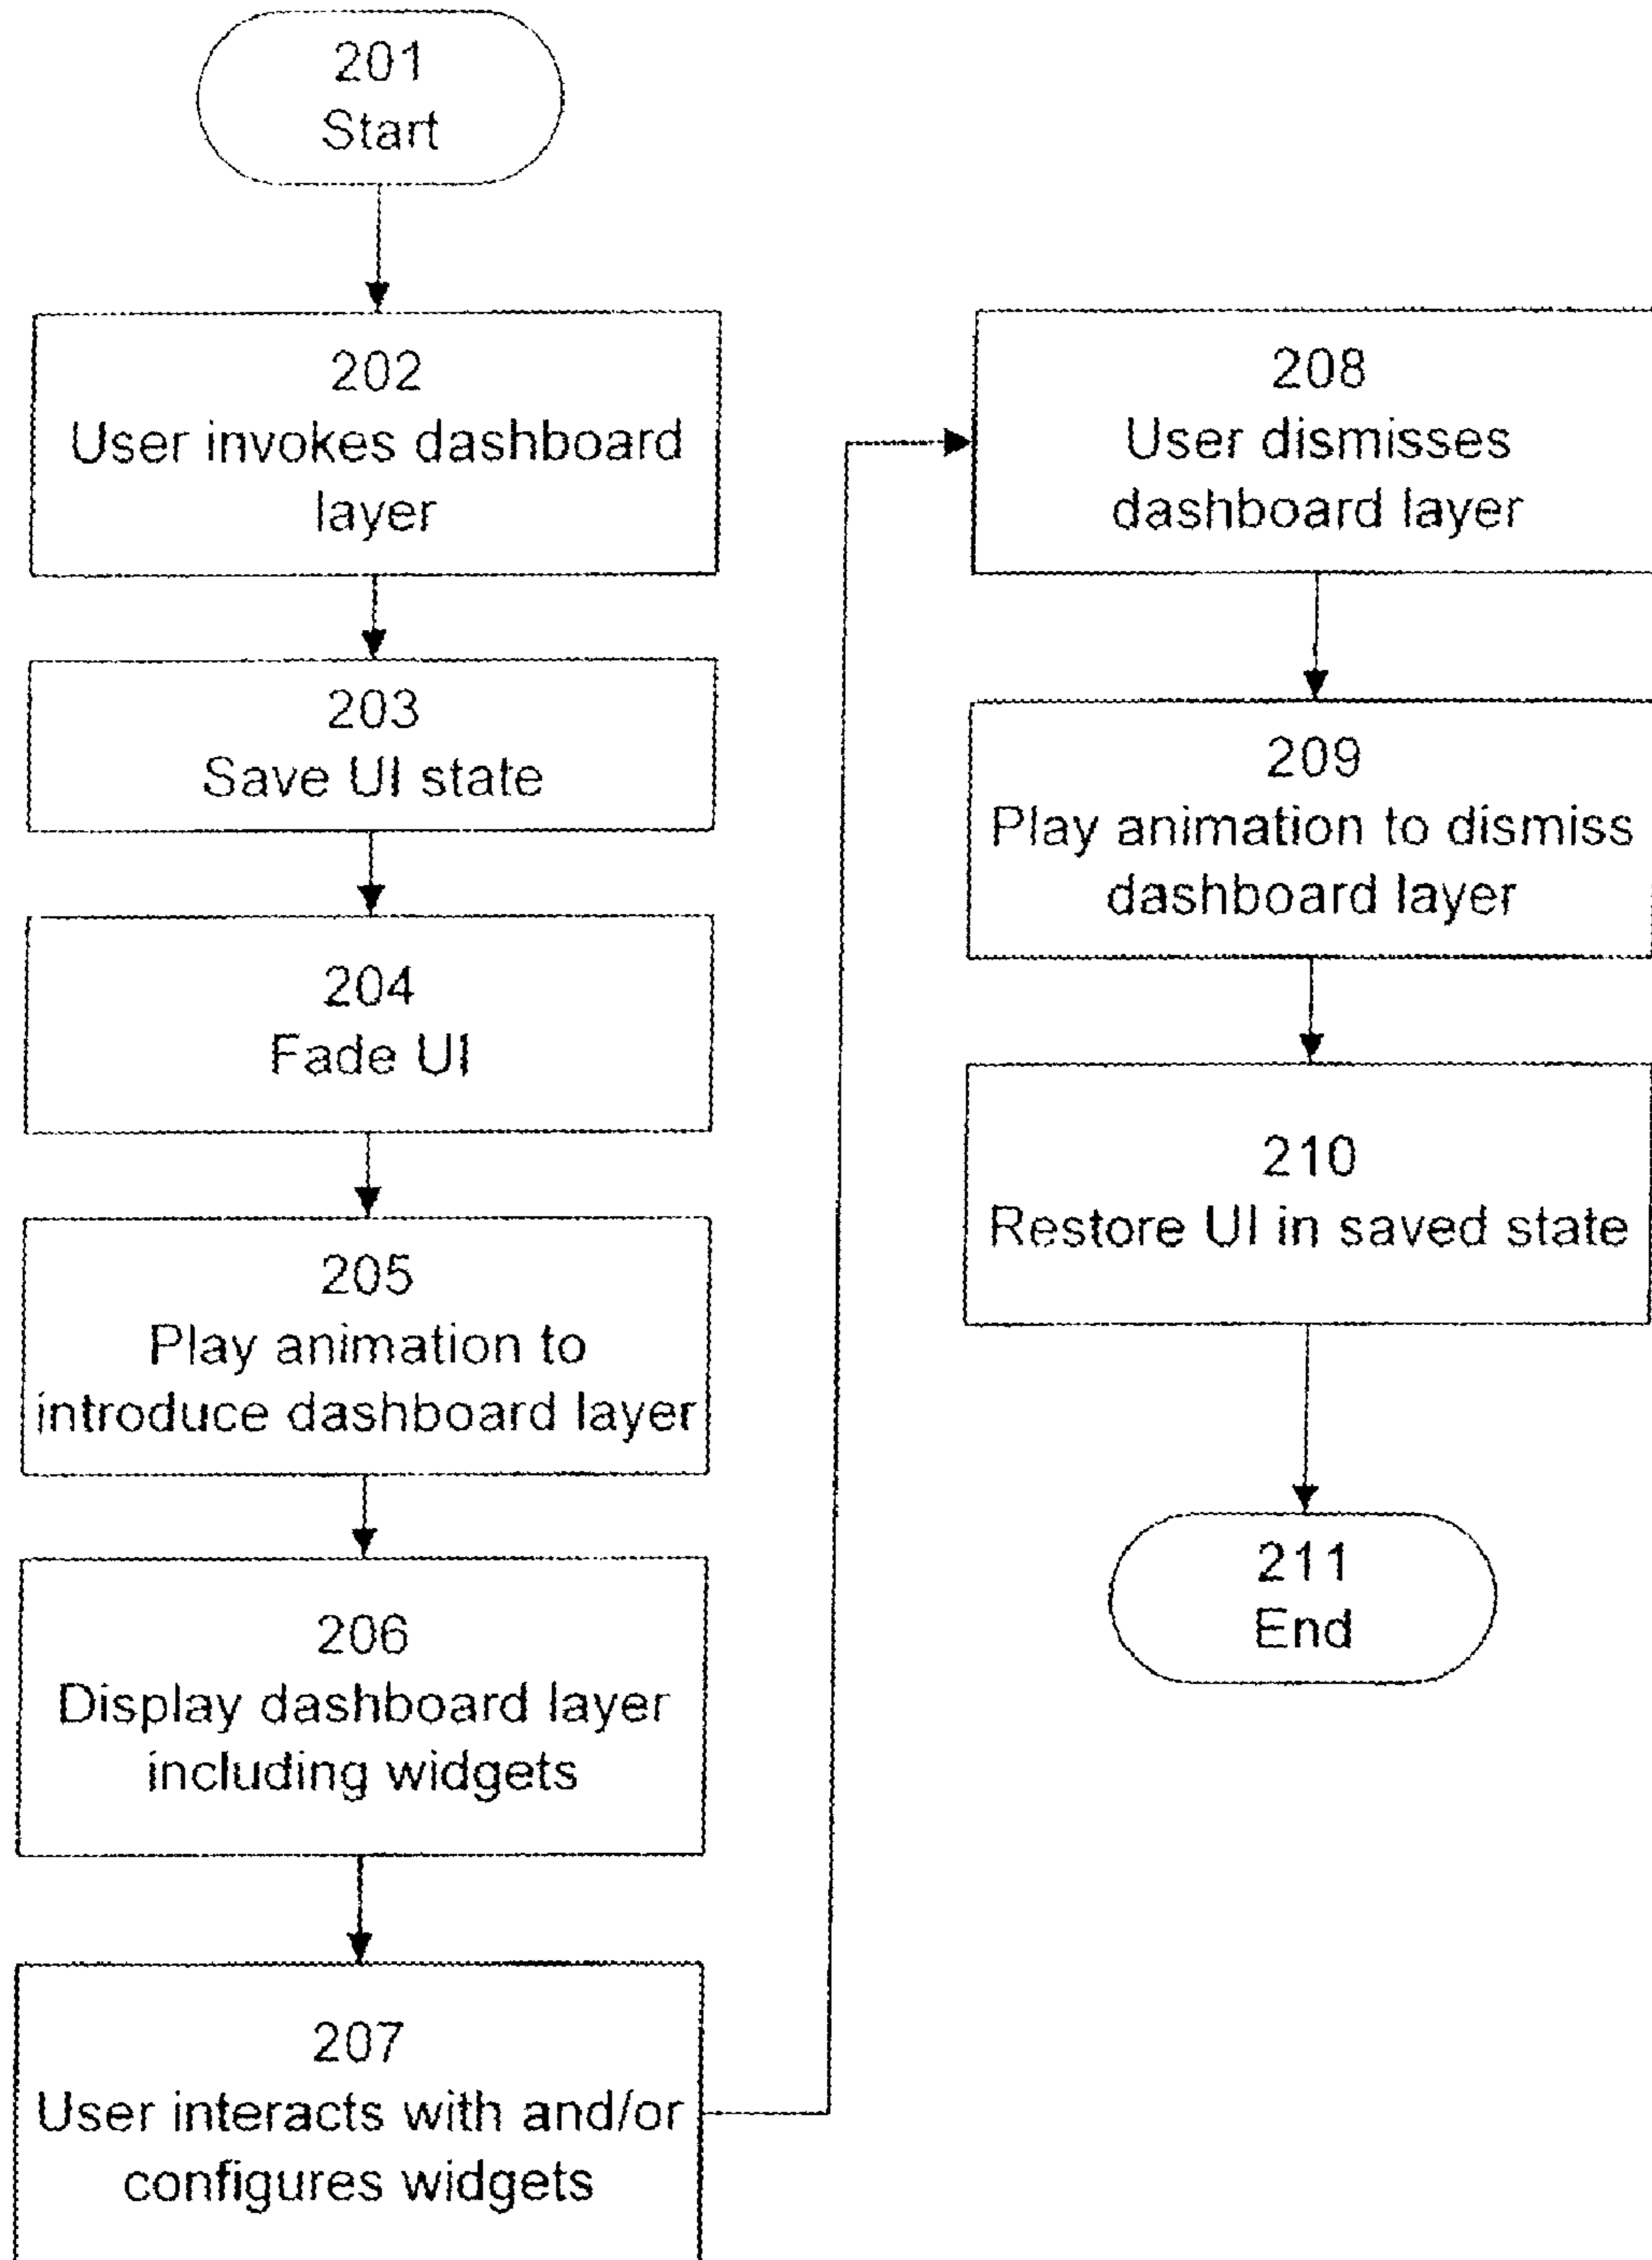 201
Start
202
User invokes dashboard
layer
203
Save UI state
204
Fade UI
205
Play animation to
introduce dashboard layer
206
Display dashboard layer
including widgets
207
User interacts with and/or
configures widgets
208
User dismisses
dashboard layer
209
Play animation to dismiss
dashboard layer
210
Restore UI in saved state
211
End